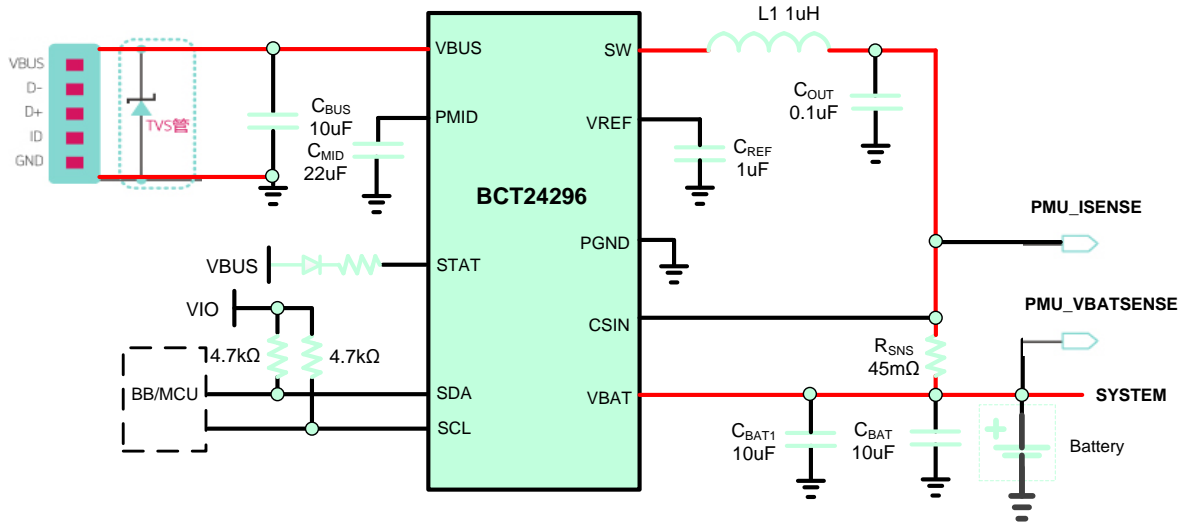 L1 1uH
VBUS
D-
D+
ID
GND
TVS管
CBUS
10uF
CMID
22uF
VBUS
PMID
STAT
SDA
SCL
BCT24296
SW
VREF
PGND
CSIN
VBAT
COUT
0.1uF
CREF
1uF
PMU_ISENSE
PMU_VBATSENSE
VBUS
VIO
4.7kΩ
4.7kΩ
BB/MCU
RSNS
45mΩ
SYSTEM
CBAT1
10uF
CBAT
10uF
+
Battery